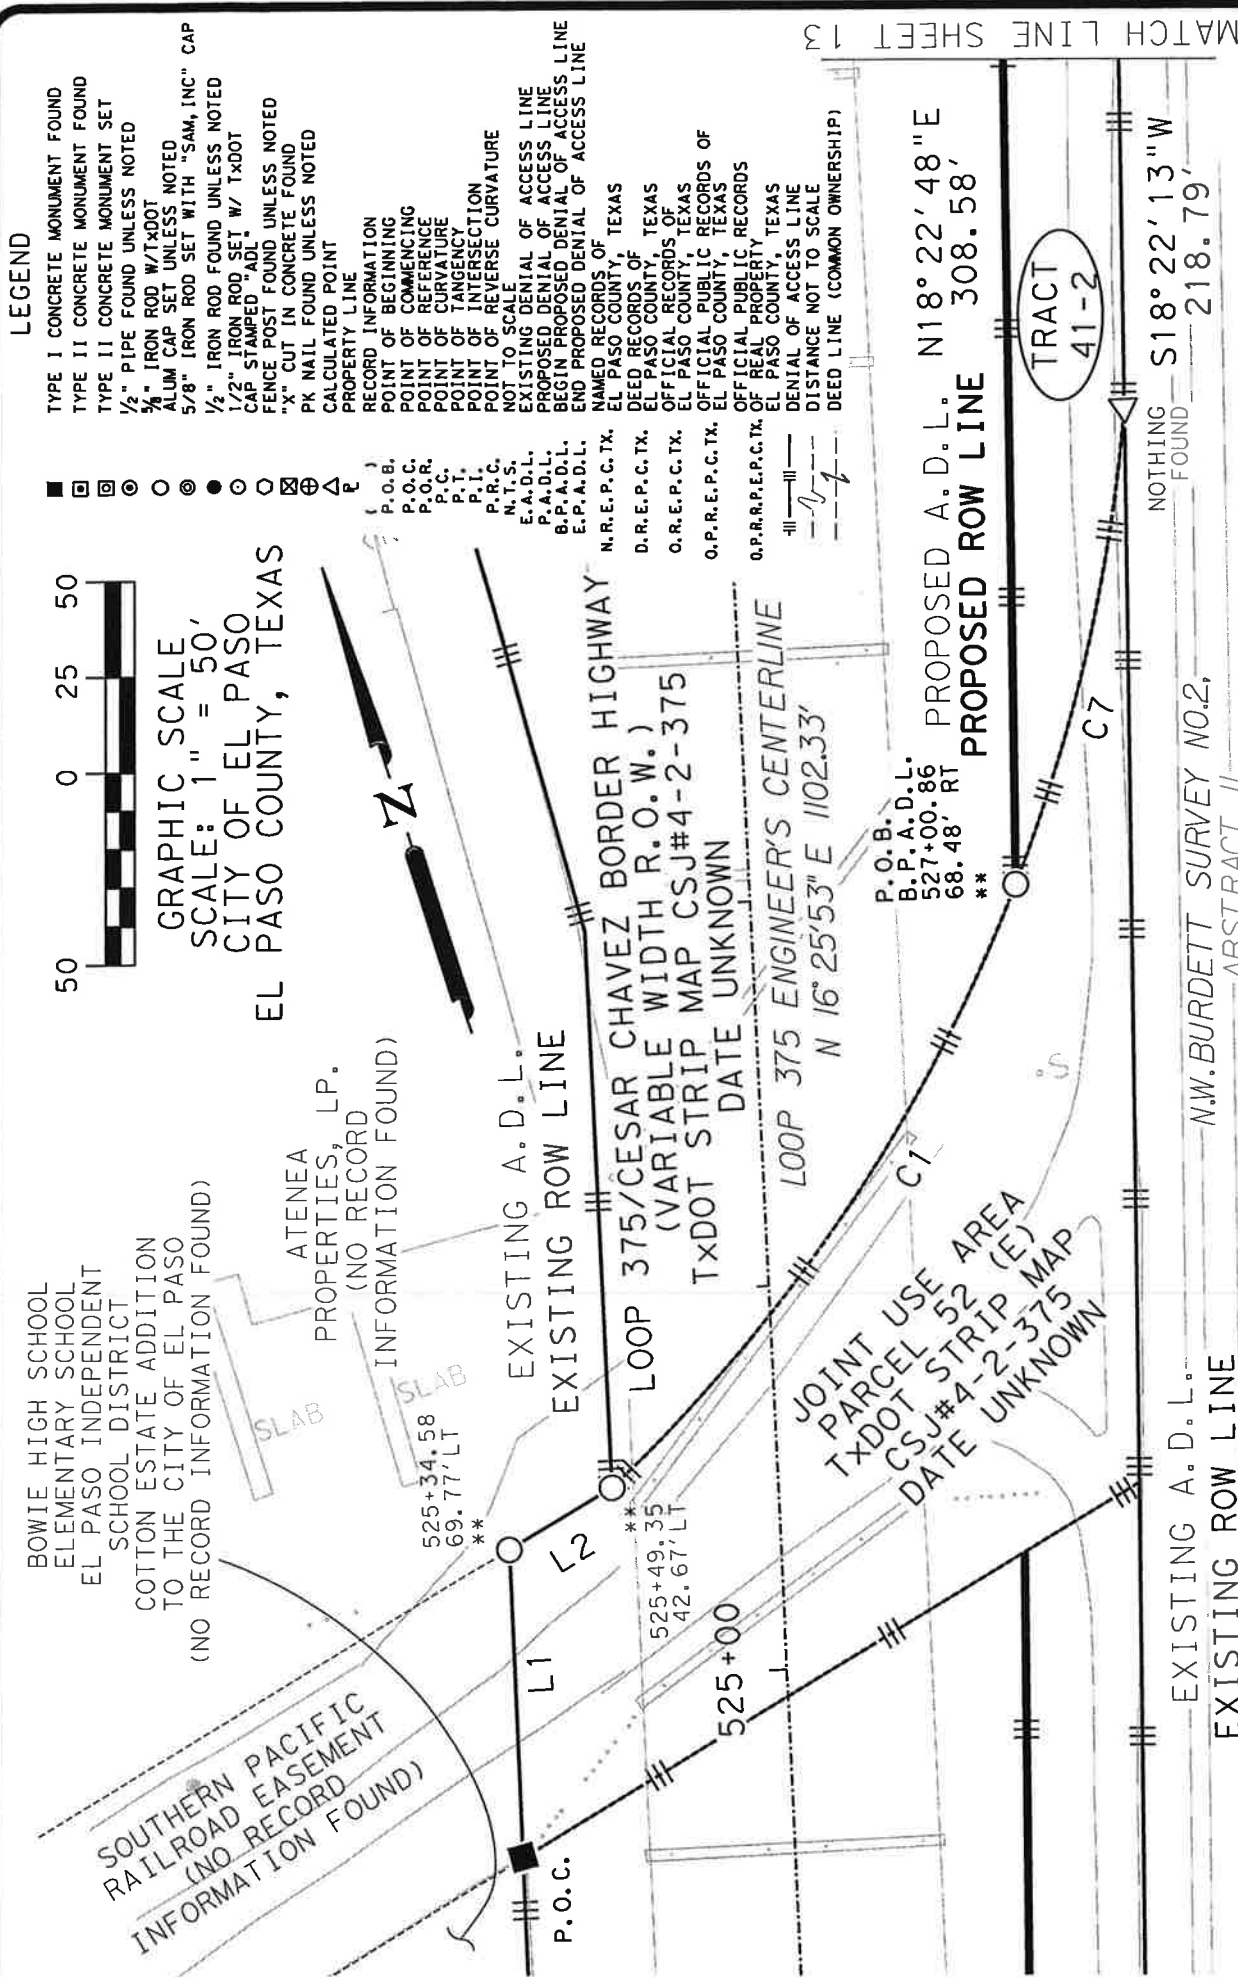 MATCH LINE SHEET 13
LEGEND
TYPE I CONCRETE MONUMENT FOUND
TYPE II CONCRETE MONUMENT FOUND
TYPE II CONCRETE MONUMENT SET
1/2" PIPE FOUND UNLESS NOTED
5/8" IRON ROD W/TxDOT
ALUM CAP SET UNLESS NOTED
5/8" IRON ROD SET WITH "SAM, INC" CAP
1/2" IRON ROD FOUND UNLESS NOTED
1/2" IRON ROD SET W/ TxDOT
CAP STAMPED "ADL"
FENCE POST FOUND UNLESS NOTED
"X" CUT IN CONCRETE FOUND
PK NAIL FOUND UNLESS NOTED
CALCULATED POINT
PROPERTY LINE
( ) RECORD INFORMATION
P.O.B. POINT OF BEGINNING
P.O.C. POINT OF COMMENCING
P.O.R. POINT OF REFERENCE
P.C. POINT OF CURVATURE
P.T. POINT OF TANGENCY
P.I. POINT OF INTERSECTION
P.R.C. POINT OF REVERSE CURVATURE
N.T.S. NOT TO SCALE
E.A.D.L. EXISTING DENIAL OF ACCESS LINE
P.A.D.L. PROPOSED DENIAL OF ACCESS LINE
B.P.A.D.L. BEGIN PROPOSED DENIAL OF ACCESS LINE
E.P.A.D.L. END PROPOSED DENIAL OF ACCESS LINE
N.R.E.P.C.TX. NAMED RECORDS OF
EL PASO COUNTY, TEXAS
D.R.E.P.C.TX. DEED RECORDS OF
EL PASO COUNTY, TEXAS
O.R.E.P.C.TX. OFFICIAL RECORDS OF
EL PASO COUNTY, TEXAS
O.P.R.E.P.C.TX. OFFICIAL PUBLIC RECORDS OF
EL PASO COUNTY, TEXAS
O.P.R.R.P.E.P.C.TX. OFFICIAL PUBLIC RECORDS
OF REAL PROPERTY
EL PASO COUNTY, TEXAS
DENIAL OF ACCESS LINE
DISTANCE NOT TO SCALE
DEED LINE (COMMON OWNERSHIP)
50 0 25 50
GRAPHIC SCALE
SCALE: 1" = 50'
CITY OF EL PASO
EL PASO COUNTY, TEXAS
N
BOWIE HIGH SCHOOL
ELEMENTARY SCHOOL
EL PASO INDEPENDENT
SCHOOL DISTRICT
COTTON ESTATE ADDITION
TO THE CITY OF EL PASO
(NO RECORD INFORMATION FOUND)
ATENEA
PROPERTIES, LP.
(NO RECORD
INFORMATION FOUND)
SLAB
SLAB
EXISTING A.D.L.
EXISTING ROW LINE
SOUTHERN PACIFIC
RAILROAD EASEMENT
(NO RECORD
INFORMATION FOUND)
525+34.58
69.77' LT
**
L1
L2
P.O.C.
**
525+49.35
42.67' LT
525+00
LOOP 375/CESAR CHAVEZ BORDER HIGHWAY
(VARIABLE WIDTH R.O.W.)
TxDOT STRIP MAP CSJ#4-2-375
DATE UNKNOWN
LOOP 375 ENGINEER'S CENTERLINE
N 16°25'53" E 1102.33'
C1
JOINT USE AREA
PARCEL 52 (E)
TxDOT STRIP MAP
CSJ#4-2-375
DATE UNKNOWN
P.O.B.
B.P.A.D.L.
527+00.86
68.48' RT
**
PROPOSED A.D.L. N18°22'48"E
PROPOSED ROW LINE 308.58'
TRACT
41-2
C7
NOTHING
FOUND
S18°22'13"W
218.79'
N.W.BURDETT SURVEY NO.2,
ABSTRACT 11
EXISTING A.D.L.
EXISTING ROW LINE